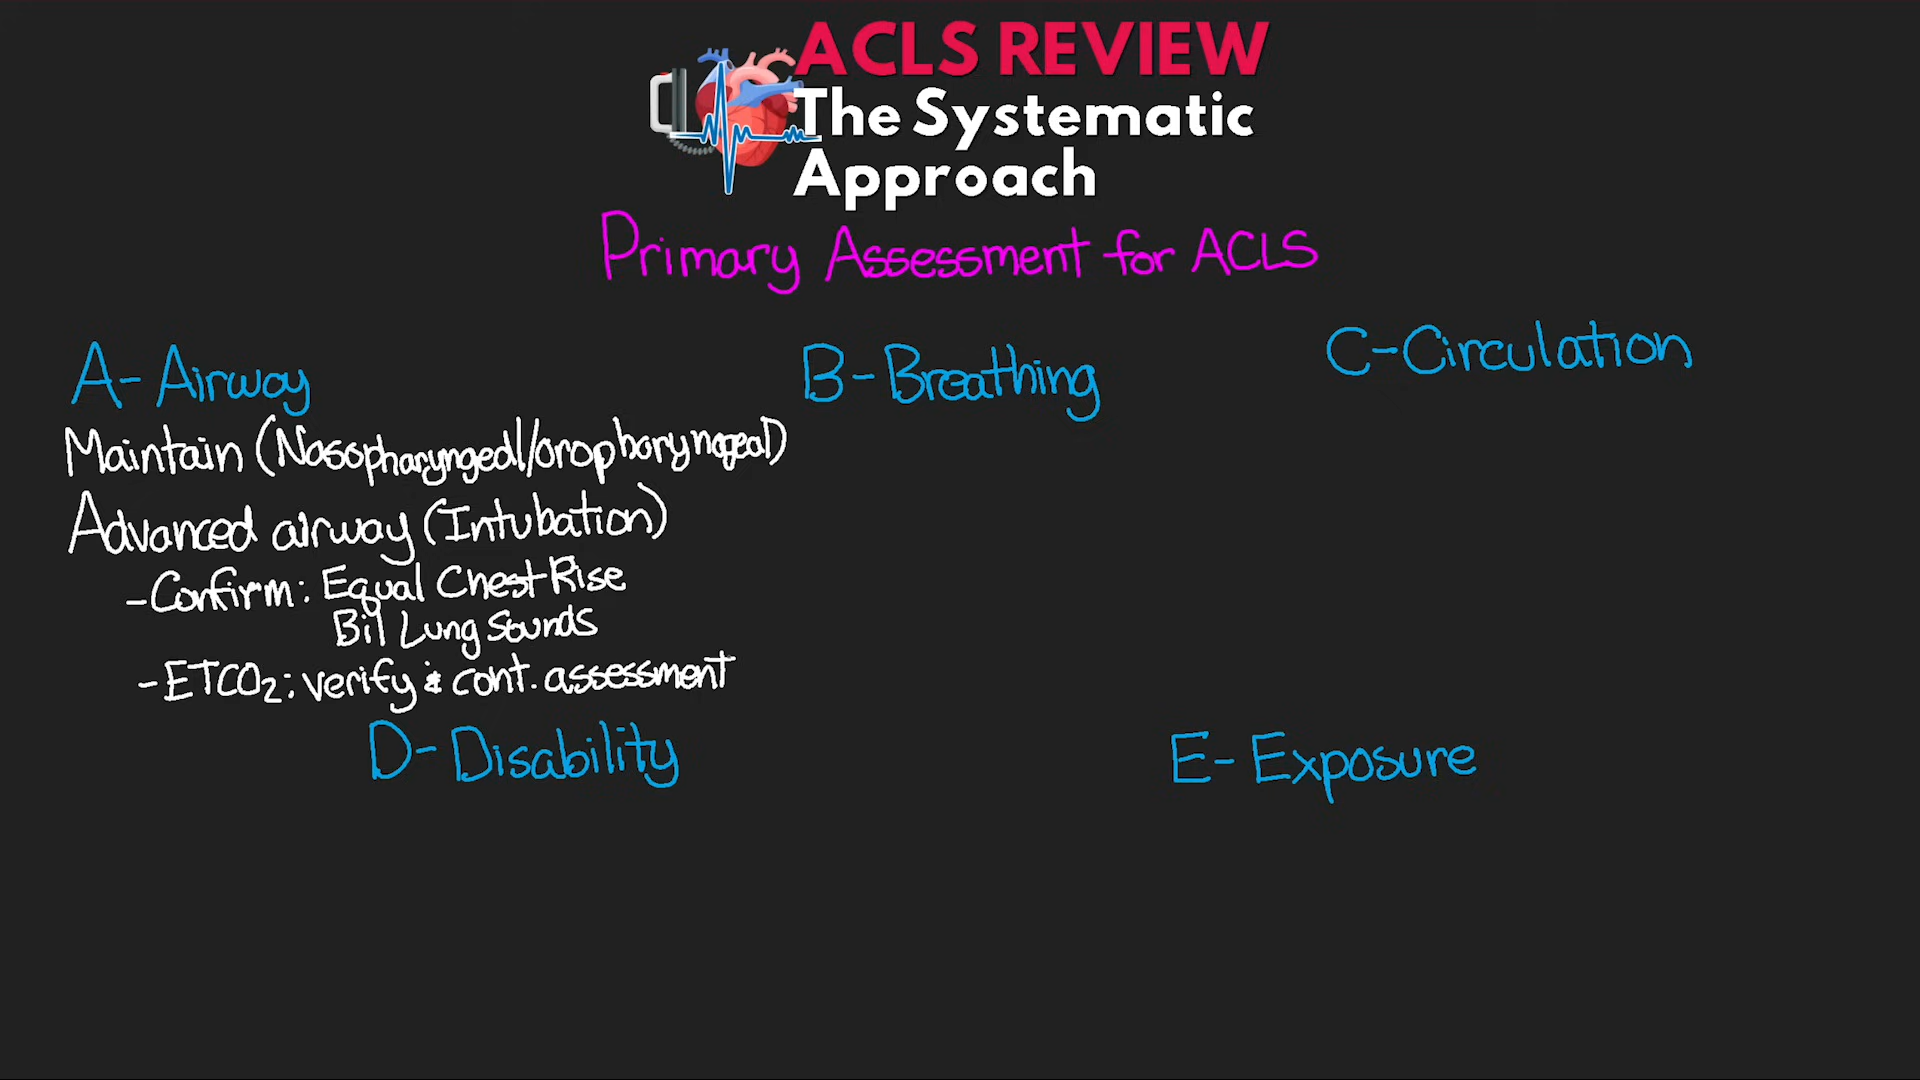 ACLS REVIEW
The Systematic
Approach
Primary Assessment for ACLS
A- Airway
Maintain (Nasopharyngeal/oropharyngeal)
Advanced airway (Intubation)
- Confirm: Equal Chest Rise
Bil Lung Sounds
- ETCO₂: verify & cont. assessment
B- Breathing
C- Circulation
D- Disability
E- Exposure